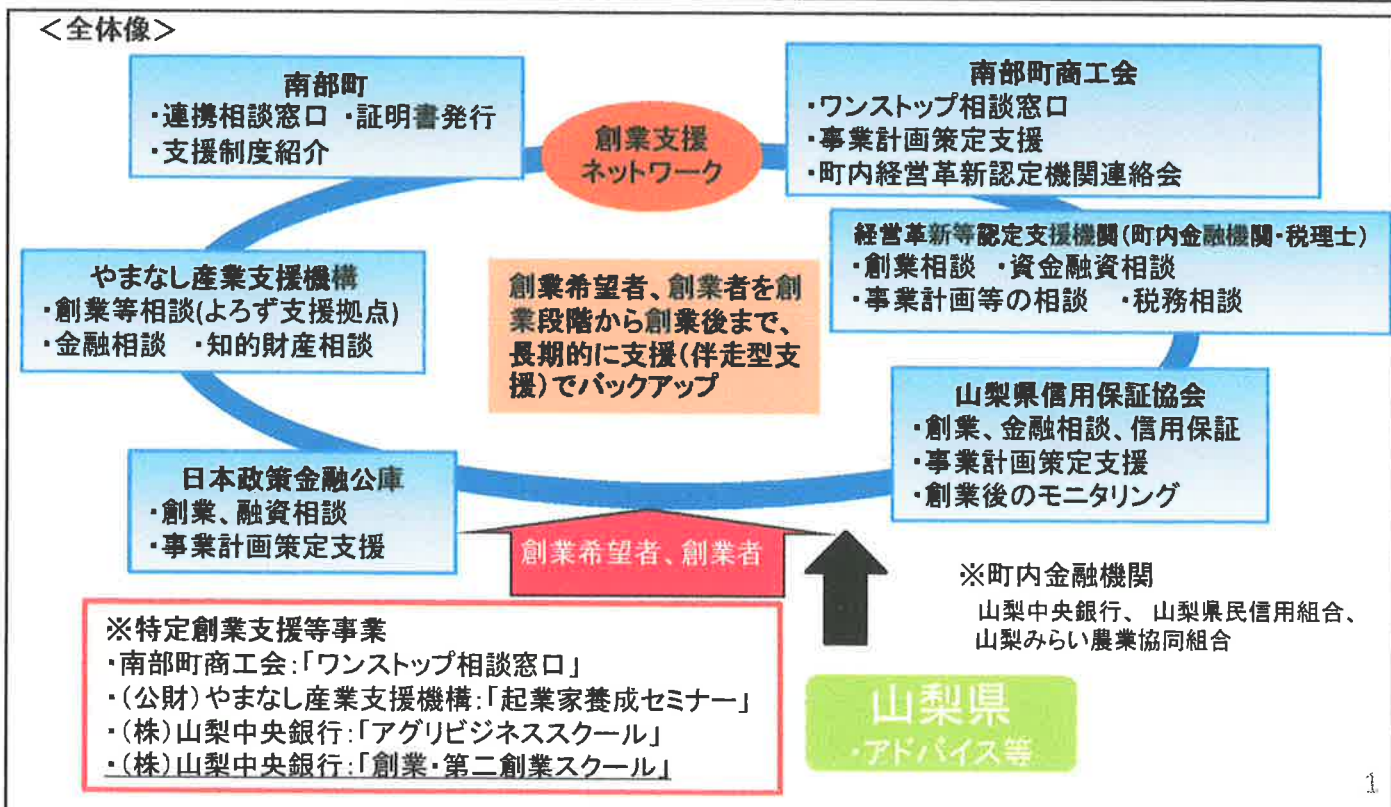 ＜全体像＞
南部町
・連携相談窓口 ・証明書発行
・支援制度紹介
創業支援
ネットワーク
南部町商工会
・ワンストップ相談窓口
・事業計画策定支援
・町内経営革新認定機関連絡会
経営革新等認定支援機関(町内金融機関・税理士)
・創業相談 ・資金融資相談
・事業計画等の相談 ・税務相談
やまなし産業支援機構
・創業等相談(よろず支援拠点)
・金融相談 ・知的財産相談
創業希望者、創業者を創
業段階から創業後まで、
長期的に支援(伴走型支
援)でバックアップ
山梨県信用保証協会
・創業、金融相談、信用保証
・事業計画策定支援
・創業後のモニタリング
日本政策金融公庫
・創業、融資相談
・事業計画策定支援
創業希望者、創業者
※町内金融機関
山梨中央銀行、山梨県民信用組合、
山梨みらい農業協同組合
※特定創業支援等事業
・南部町商工会：「ワンストップ相談窓口」
・(公財)やまなし産業支援機構：「起業家養成セミナー」
・(株)山梨中央銀行：「アグリビジネススクール」
・(株)山梨中央銀行：「創業・第二創業スクール」
山梨県
・アドバイス等
1